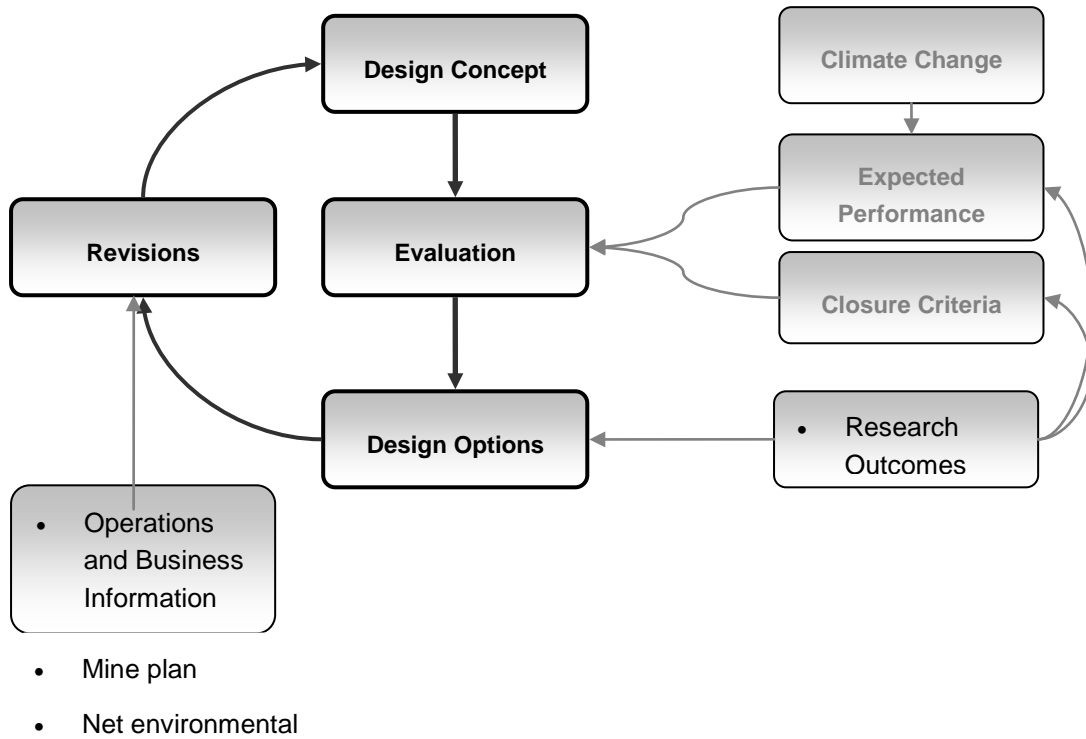 Design Concept
Climate Change
Expected
Performance
Revisions
Evaluation
Closure Criteria
Design Options
• Research
Outcomes
• Operations
and Business
Information
• Mine plan
• Net environmental